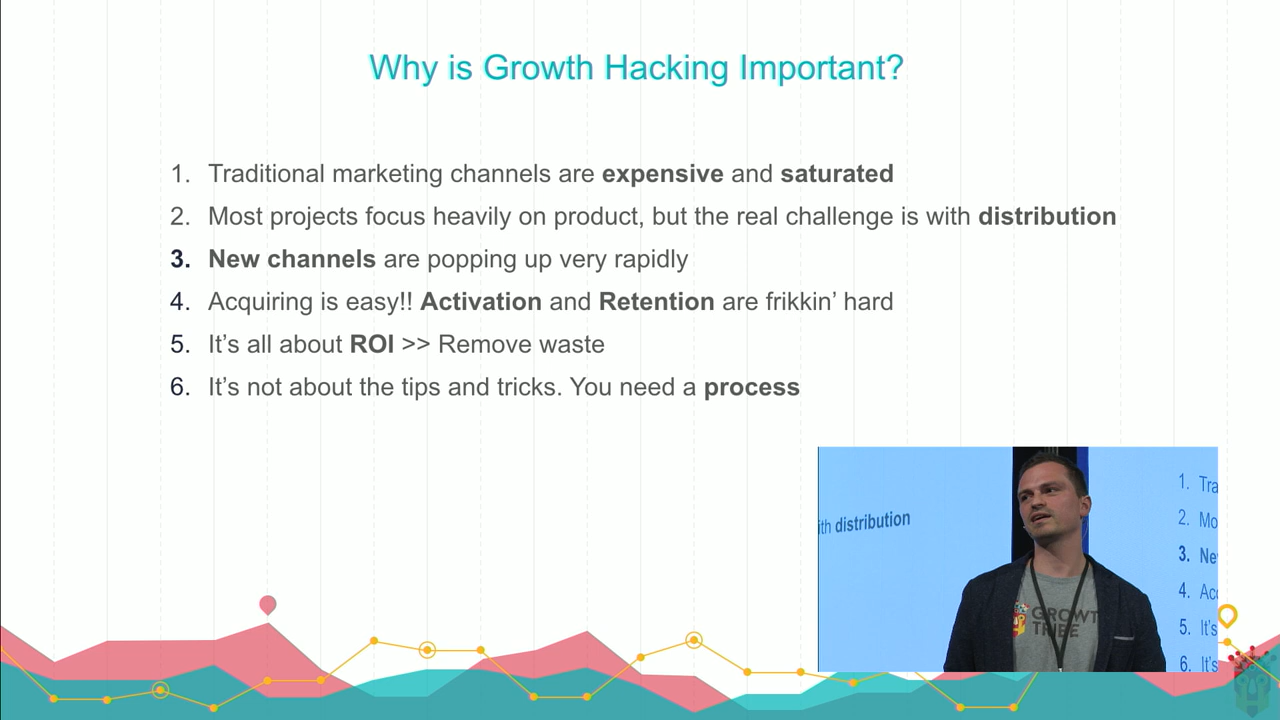 Why is Growth Hacking Important?
1. Traditional marketing channels are expensive and saturated
2. Most projects focus heavily on product, but the real challenge is with distribution
3. New channels are popping up very rapidly
4. Acquiring is easy!! Activation and Retention are frikkin’ hard
5. It’s all about ROI >> Remove waste
6. It’s not about the tips and tricks. You need a process
ith distribution
1. Tra
2. Mo
3. Ne
4. Acc
5. It's
6. It's
GROWT
TRIBE